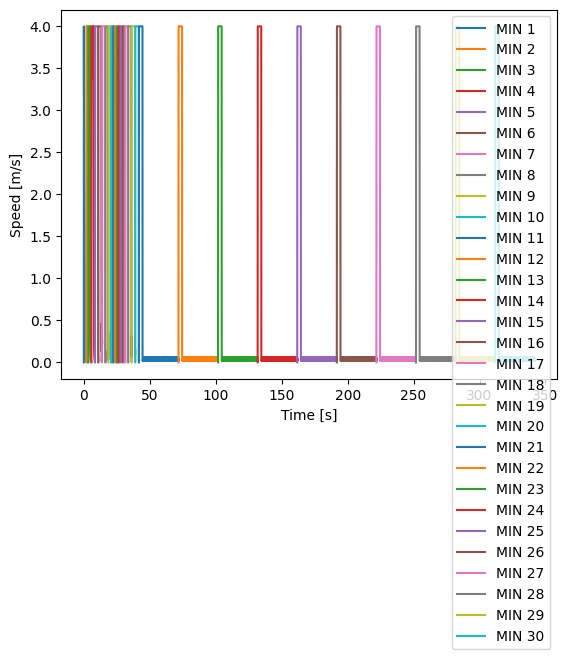 4.0
3.5
3.0
2.5
2.0
1.5
1.0
0.5
0.0
Speed [m/s]
0 50 100 150 200 250 300 350
Time [s]
MIN 1
MIN 2
MIN 3
MIN 4
MIN 5
MIN 6
MIN 7
MIN 8
MIN 9
MIN 10
MIN 11
MIN 12
MIN 13
MIN 14
MIN 15
MIN 16
MIN 17
MIN 18
MIN 19
MIN 20
MIN 21
MIN 22
MIN 23
MIN 24
MIN 25
MIN 26
MIN 27
MIN 28
MIN 29
MIN 30